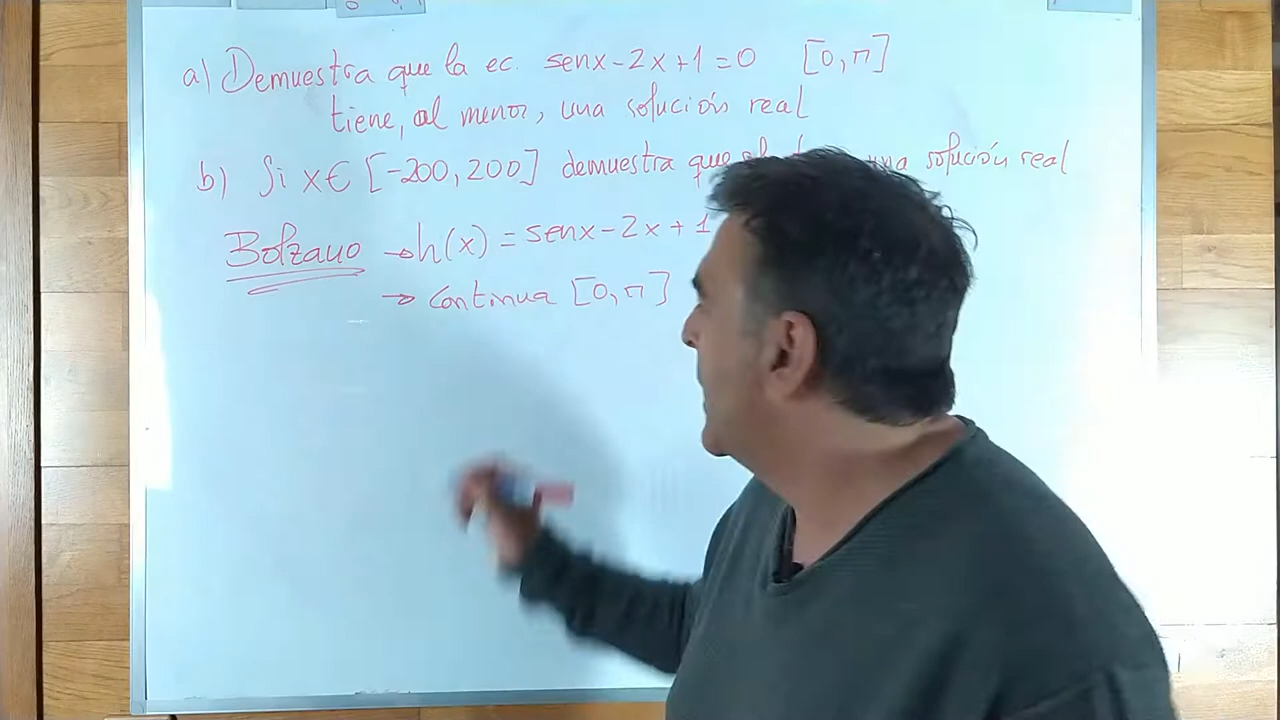 a) Demuestra que la ec. senx-2x+1=0 [0,π]
tiene, al menor, una solución real
b) Si x∈ [-200,200] demuestra que solución real
Bolzano → h(x) = senx-2x+1
→ Continua [0,π]